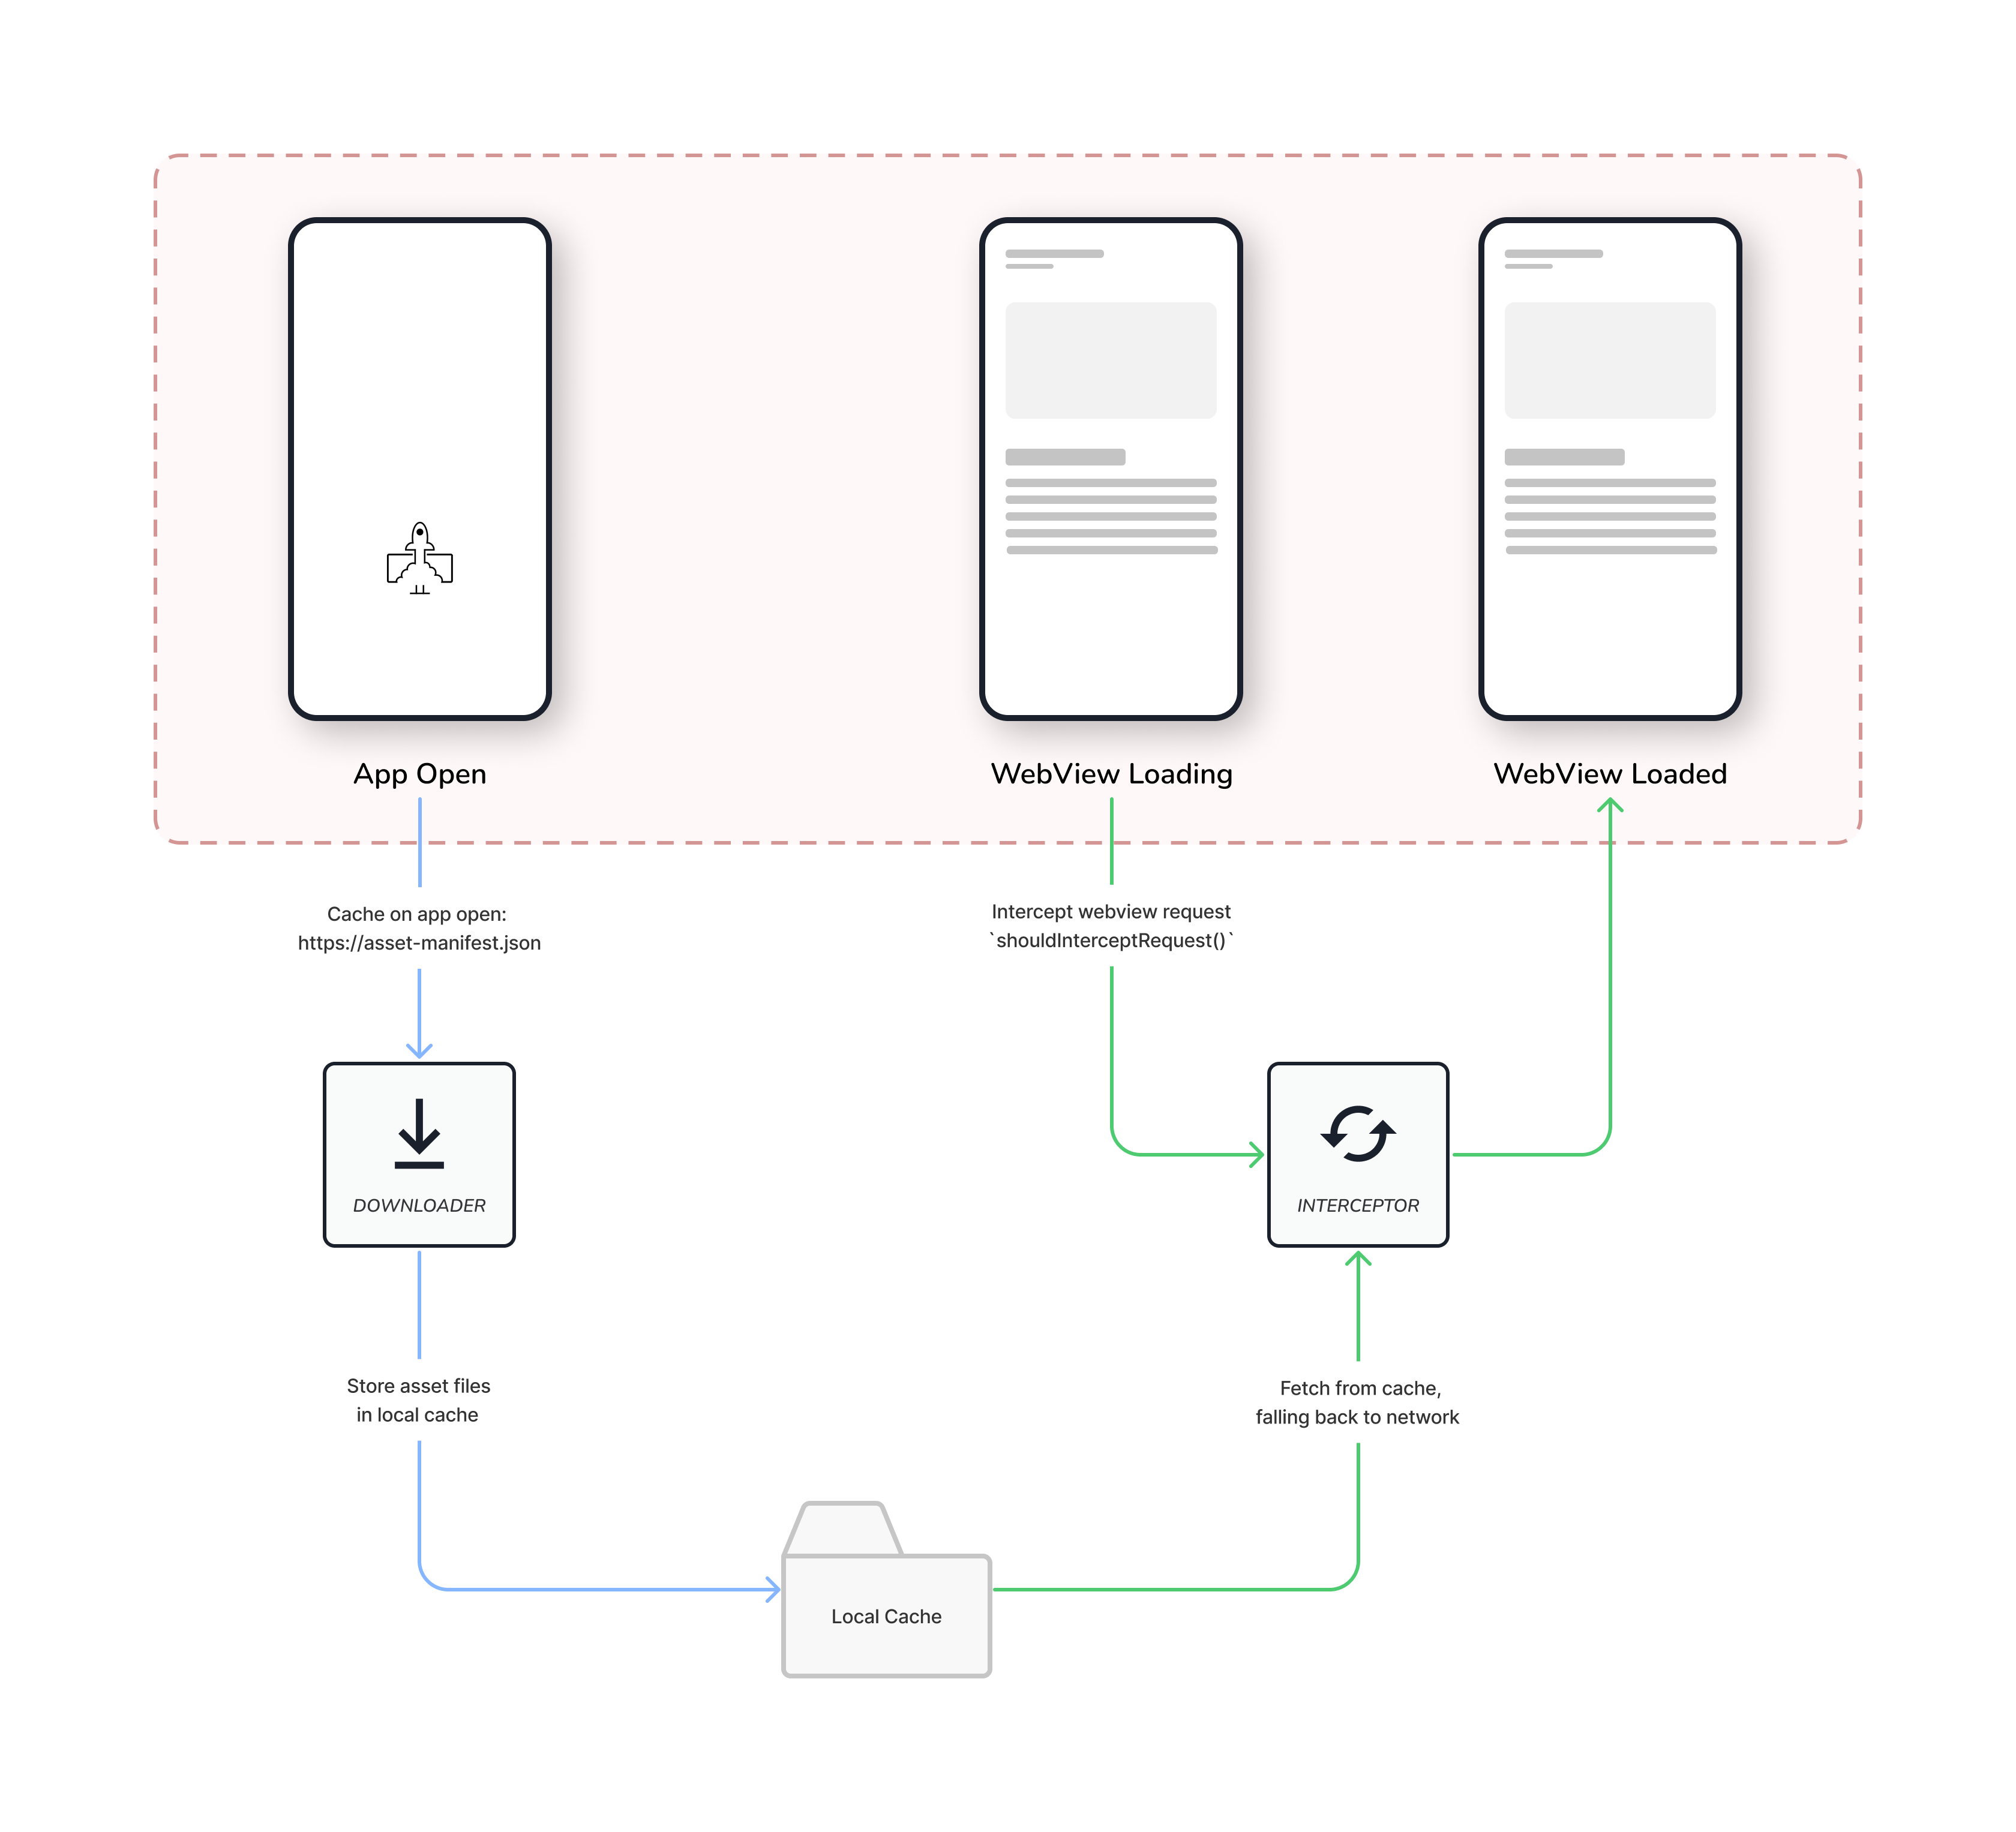 App Open
WebView Loading
WebView Loaded
Cache on app open:
https://asset-manifest.json
Intercept webview request
`shouldInterceptRequest()`
DOWNLOADER
INTERCEPTOR
Store asset files
in local cache
Fetch from cache,
falling back to network
Local Cache